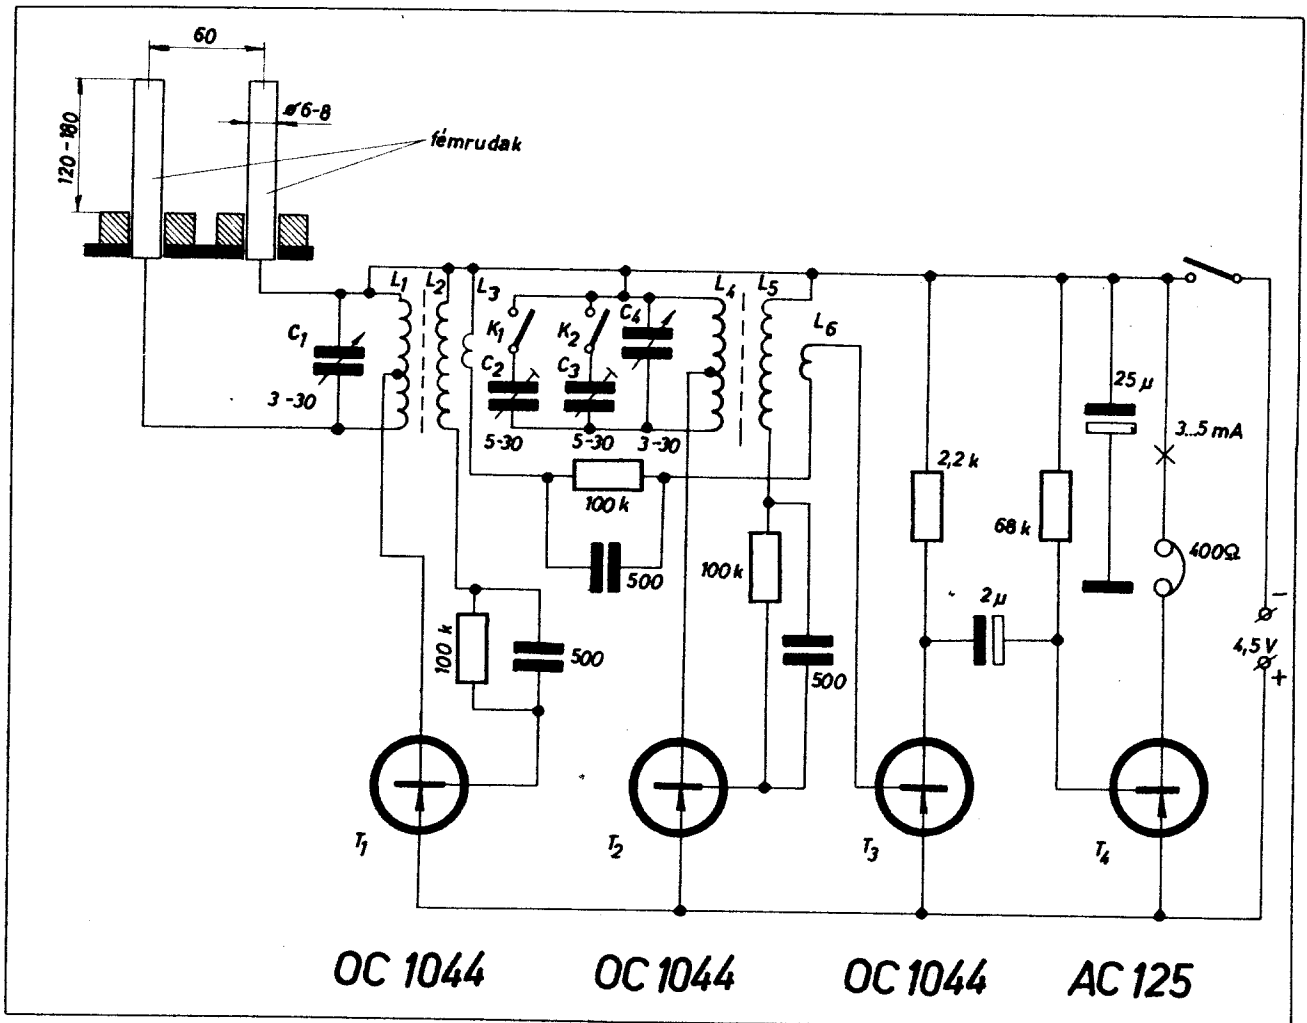 60
ø 6-8
120-180
fémrudak
L1
L2
L3
L4
L5
L6
C1
3-30
K1
K2
C4
C2
C3
5-30
5-30
3-30
100 k
500
100 k
500
100 k
500
2,2 k
68 k
2 µ
25 µ
3...5 mA
400Ω
−
4,5 V
+
T1
T2
T3
T4
OC 1044
OC 1044
OC 1044
AC 125